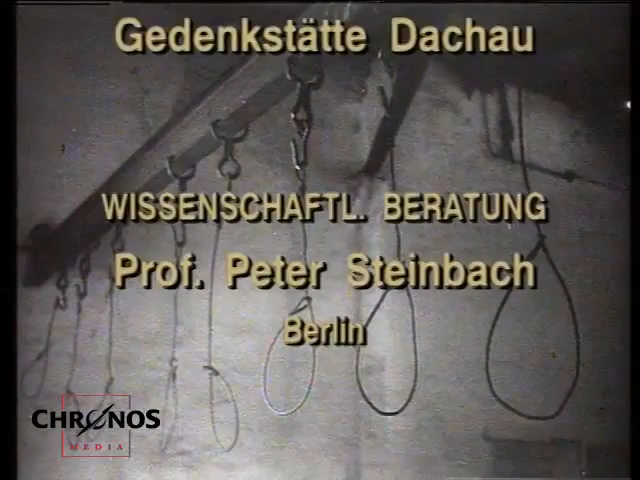 Gedenkstätte Dachau
WISSENSCHAFTL. BERATUNG
Prof. Peter Steinbach
Berlin
CHRONOS
MEDIA